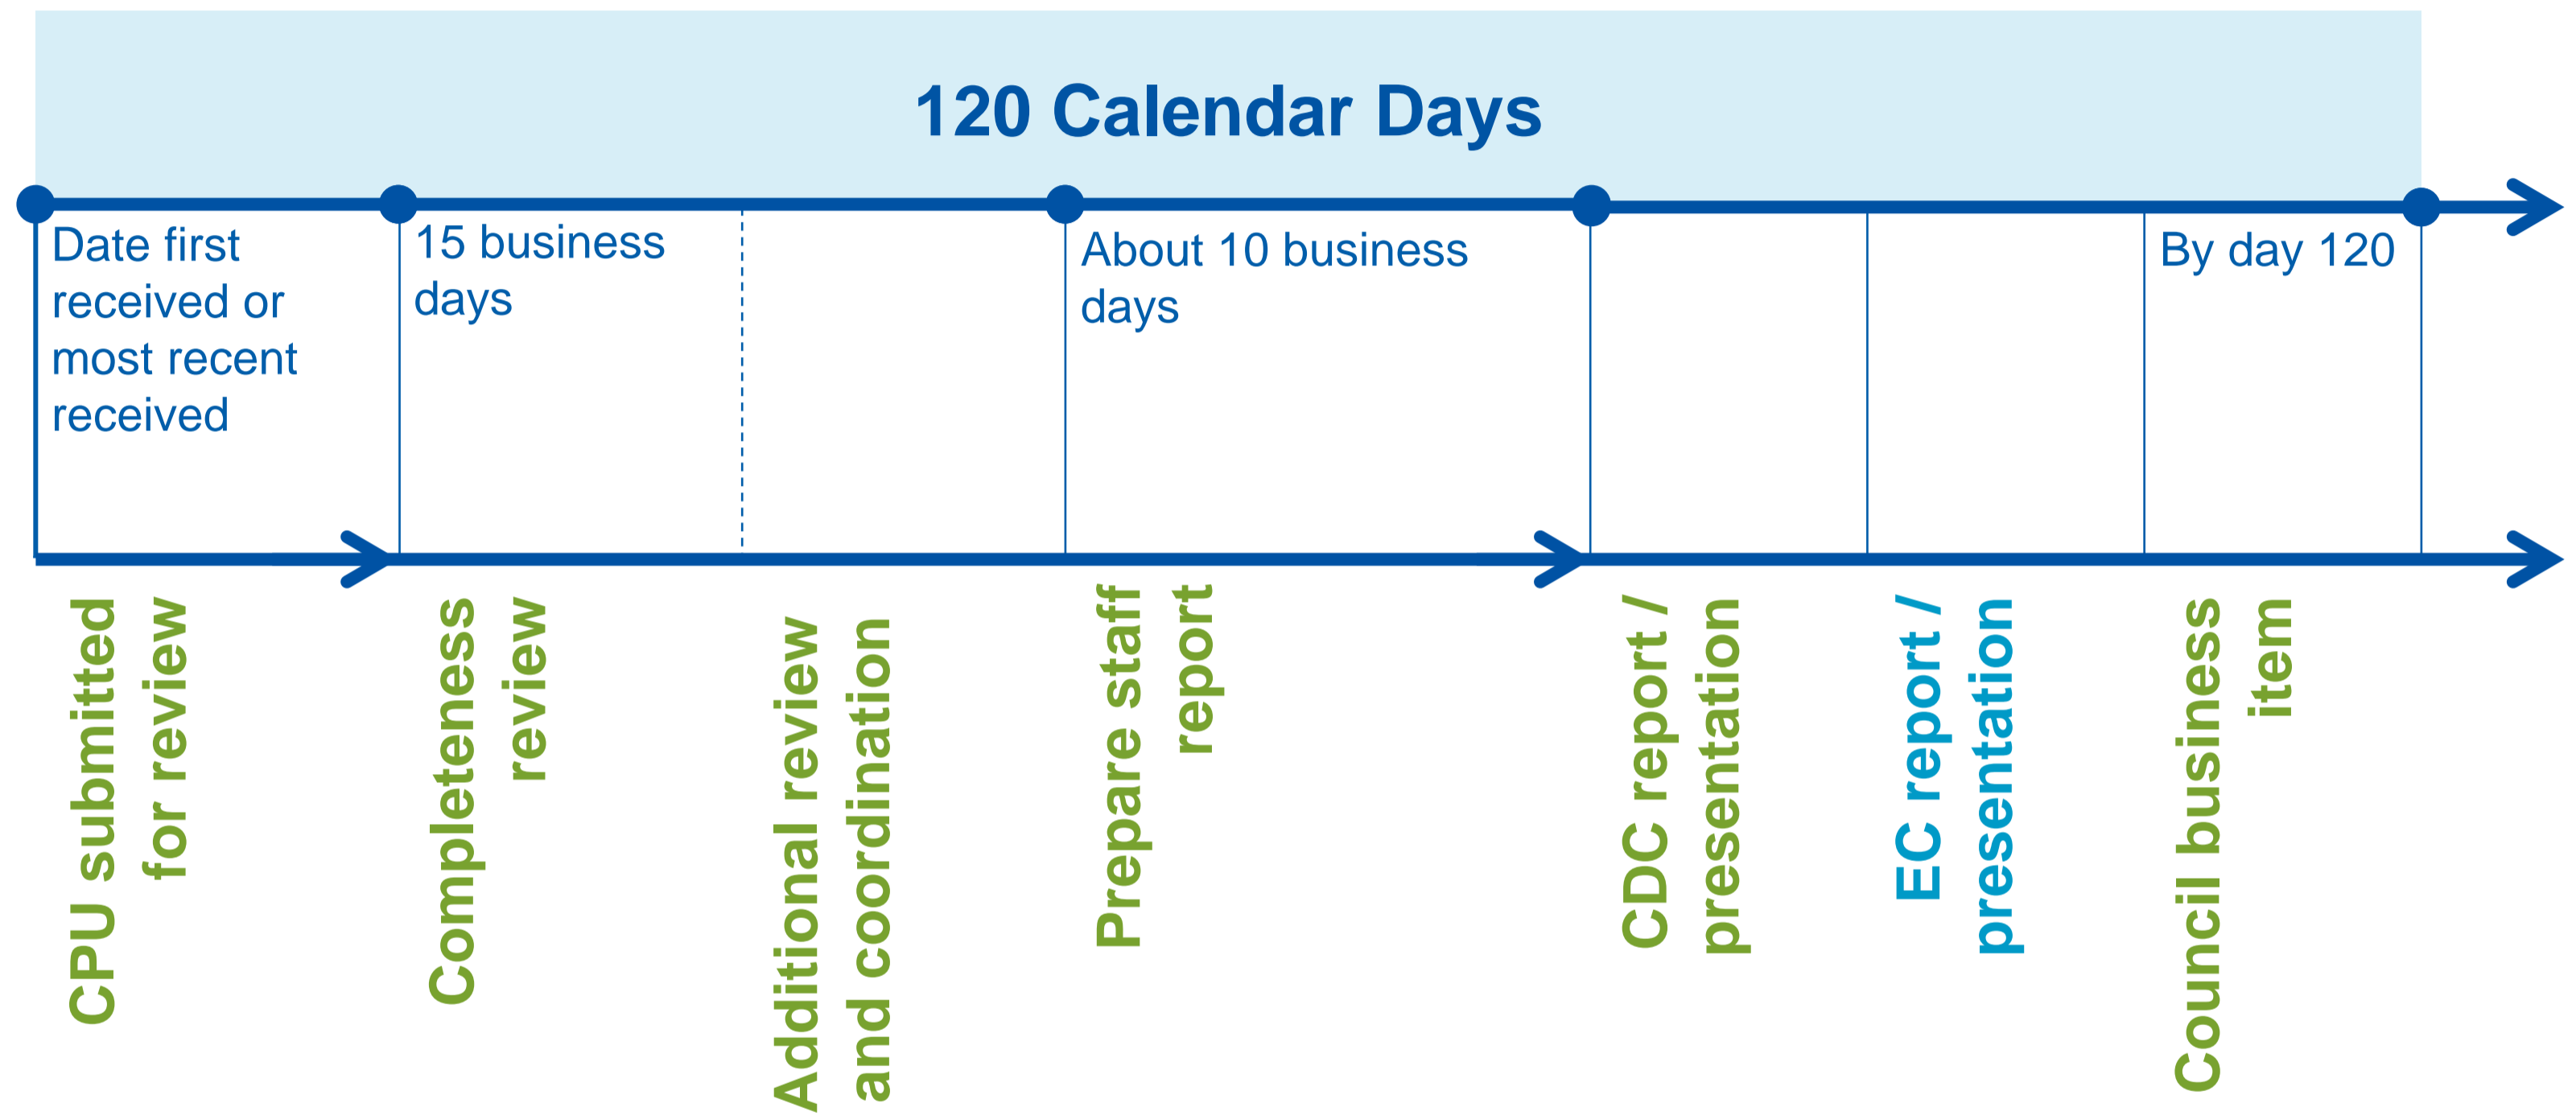 120 Calendar Days
Date first
received or
most recent
received
15 business
days
About 10 business
days
By day 120
CPU submitted
for review
Completeness
review
Additional review
and coordination
Prepare staff
report
CDC report /
presentation
EC report /
presentation
Council business
item